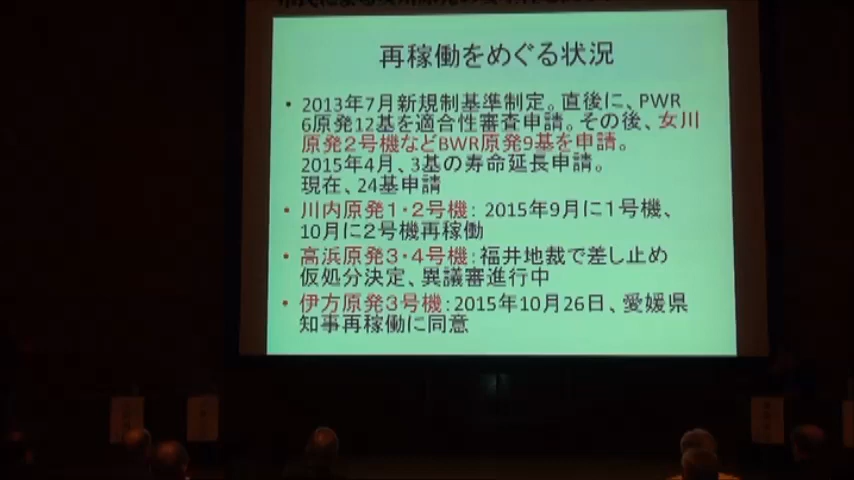 再稼働をめぐる状況
• 2013年7月新規制基準制定。直後に、PWR
6原発12基を適合性審査申請。その後、女川
原発２号機などBWR原発9基を申請。
2015年4月、3基の寿命延長申請。
現在、24基申請
• 川内原発１・２号機： 2015年9月に１号機、
10月に２号機再稼働
• 高浜原発３・４号機：福井地裁で差し止め
仮処分決定、異議審進行中
• 伊方原発３号機：2015年10月26日、愛媛県
知事再稼働に同意